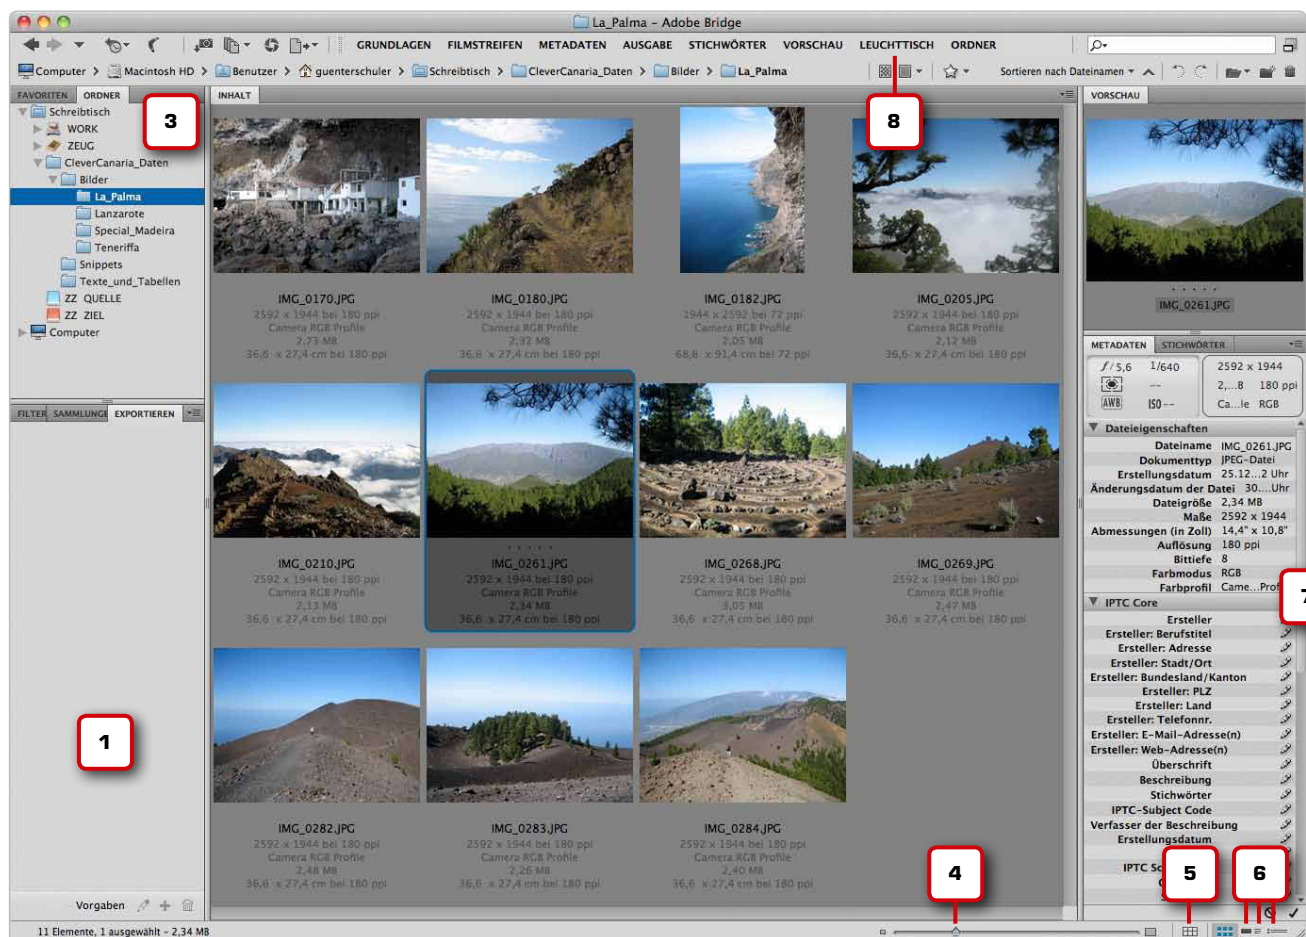 La_Palma – Adobe Bridge
GRUNDLAGEN FILMSTREIFEN METADATEN AUSGABE STICHWÖRTER VORSCHAU LEUCHTTISCH ORDNER
Computer > Macintosh HD > Benutzer > guenterschuler > Schreibtisch > CleverCanaria_Daten > Bilder > La_Palma
Sortieren nach Dateinamen
8
FAVORITEN ORDNER
3
Schreibtisch
WORK
ZEUG
CleverCanaria_Daten
Bilder
La_Palma
Lanzarote
Special_Madeira
Teneriffa
Snippets
Texte_und_Tabellen
ZZ QUELLE
ZZ ZIEL
Computer
FILTER SAMMLUNGE EXPORTIEREN
1
Vorgaben
11 Elemente, 1 ausgewählt – 2,34 MB
INHALT
IMG_0170.JPG
2592 x 1944 bei 180 ppi
Camera RGB Profile
2,73 MB
36,6 x 27,4 cm bei 180 ppi
IMG_0180.JPG
2592 x 1944 bei 180 ppi
Camera RGB Profile
2,32 MB
36,6 x 27,4 cm bei 180 ppi
IMG_0182.JPG
1944 x 2592 bei 72 ppi
Camera RGB Profile
2,05 MB
68,6 x 91,4 cm bei 72 ppi
IMG_0205.JPG
2592 x 1944 bei 180 ppi
Camera RGB Profile
2,12 MB
36,6 x 27,4 cm bei 180 ppi
IMG_0210.JPG
2592 x 1944 bei 180 ppi
Camera RGB Profile
2,13 MB
36,6 x 27,4 cm bei 180 ppi
IMG_0261.JPG
2592 x 1944 bei 180 ppi
Camera RGB Profile
2,34 MB
36,6 x 27,4 cm bei 180 ppi
IMG_0268.JPG
2592 x 1944 bei 180 ppi
Camera RGB Profile
3,05 MB
36,6 x 27,4 cm bei 180 ppi
IMG_0269.JPG
2592 x 1944 bei 180 ppi
Camera RGB Profile
2,47 MB
36,6 x 27,4 cm bei 180 ppi
IMG_0282.JPG
2592 x 1944 bei 180 ppi
Camera RGB Profile
2,48 MB
36,6 x 27,4 cm bei 180 ppi
IMG_0283.JPG
2592 x 1944 bei 180 ppi
Camera RGB Profile
2,26 MB
36,6 x 27,4 cm bei 180 ppi
IMG_0284.JPG
2592 x 1944 bei 180 ppi
Camera RGB Profile
2,40 MB
36,6 x 27,4 cm bei 180 ppi
4
VORSCHAU
IMG_0261.JPG
METADATEN STICHWÖRTER
f/5,6 1/640 2592 x 1944
-- 2,...B 180 ppi
AWB ISO-- Ca...le RGB
Dateieigenschaften
Dateiname IMG_0261.JPG
Dokumenttyp JPEG-Datei
Erstellungsdatum 25.12...2 Uhr
Änderungsdatum der Datei 30....Uhr
Dateigröße 2,34 MB
Maße 2592 x 1944
Abmessungen (in Zoll) 14,4" x 10,8"
Auflösung 180 ppi
Bittiefe 8
Farbmodus RGB
Farbprofil Came...Prof
7
IPTC Core
Ersteller
Ersteller: Berufstitel
Ersteller: Adresse
Ersteller: Stadt/Ort
Ersteller: Bundesland/Kanton
Ersteller: PLZ
Ersteller: Land
Ersteller: Telefonnr.
Ersteller: E-Mail-Adresse(n)
Ersteller: Web-Adresse(n)
Überschrift
Beschreibung
Stichwörter
IPTC-Subject Code
Verfasser der Beschreibung
Erstellungsdatum
IPTC
5
6